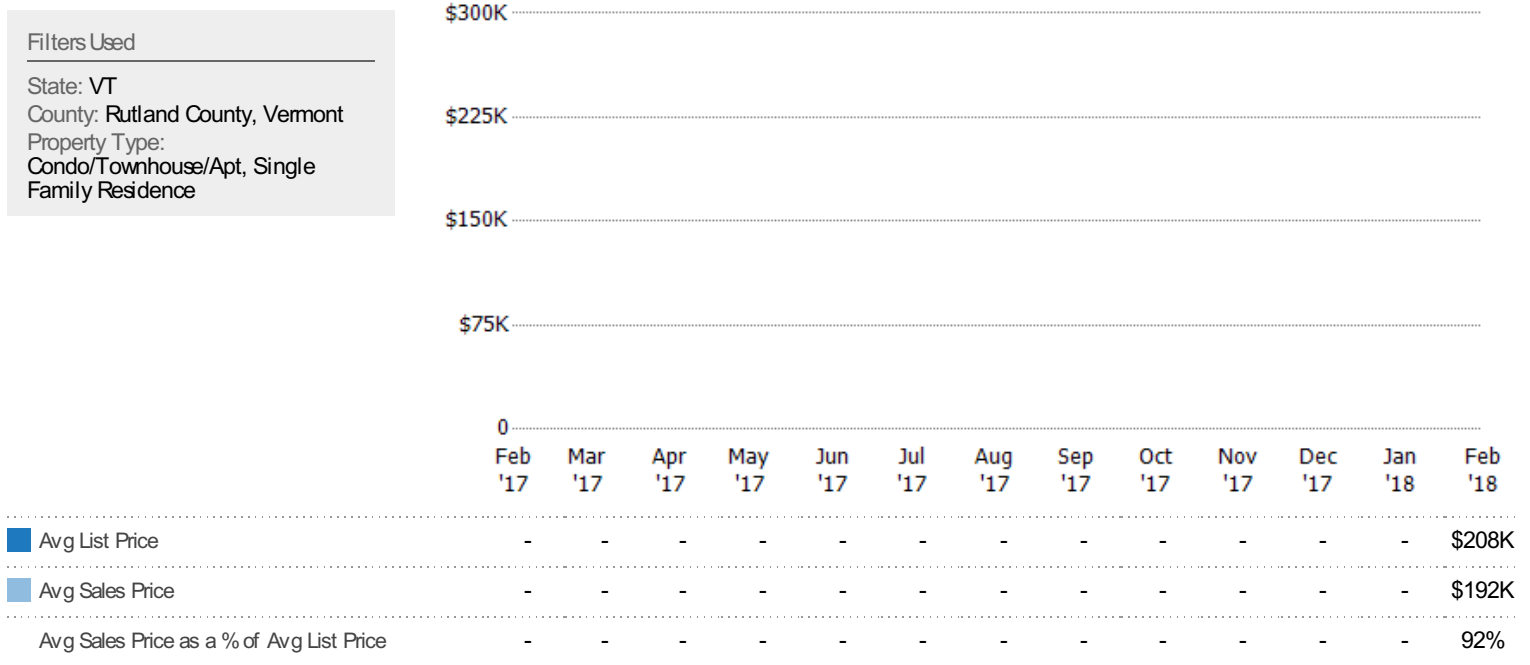 Filters Used
State: VT
County: Rutland County, Vermont
Property Type:
Condo/Townhouse/Apt, Single
Family Residence
$300K
$225K
$150K
$75K
0
Feb Mar Apr May Jun Jul Aug Sep Oct Nov Dec Jan Feb
'17 '17 '17 '17 '17 '17 '17 '17 '17 '17 '17 '18 '18
Avg List Price - - - - - - - - - - - - $208K
Avg Sales Price - - - - - - - - - - - - $192K
Avg Sales Price as a % of Avg List Price - - - - - - - - - - - - 92%